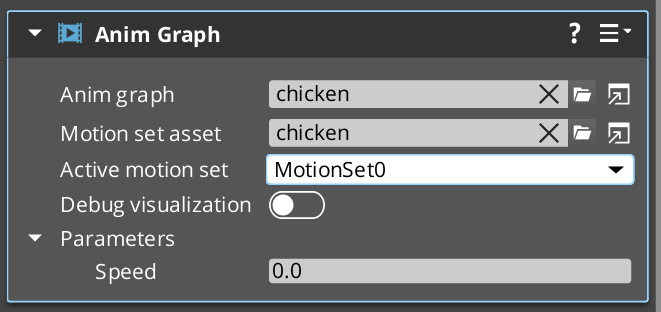 Anim Graph ?
Anim graph chicken
Motion set asset chicken
Active motion set MotionSet0
Debug visualization
Parameters
Speed 0.0